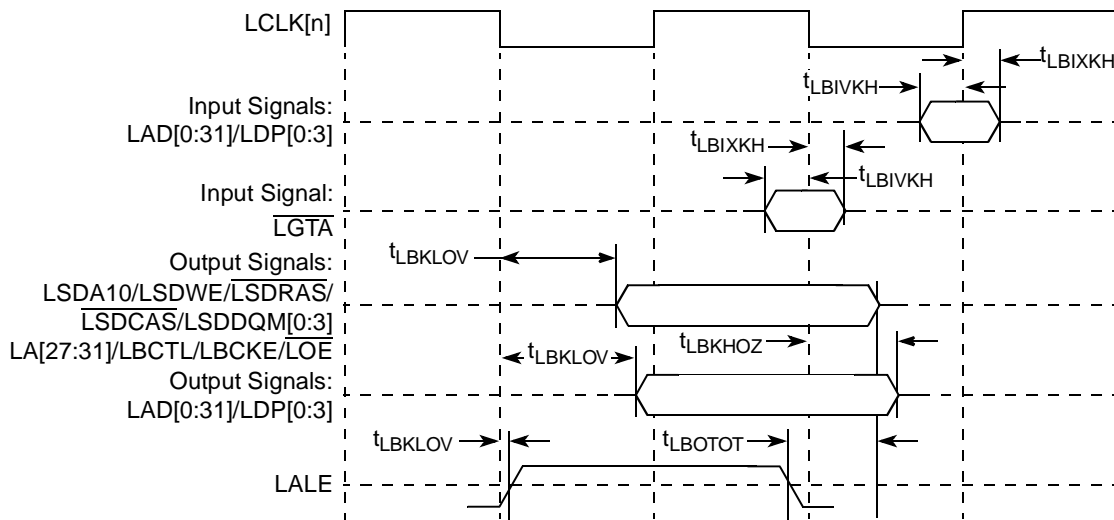 LCLK[n]
tLBIXKH
tLBIVKH
Input Signals:
LAD[0:31]/LDP[0:3]
tLBIXKH
tLBIVKH
Input Signal:
LGTA
tLBKLOV
Output Signals:
LSDA10/LSDWE/LSDRAS/
LSDCAS/LSDDQM[0:3]
LA[27:31]/LBCTL/LBCKE/LOE
tLBKLOV
tLBKHOZ
Output Signals:
LAD[0:31]/LDP[0:3]
tLBKLOV
tLBOTOT
LALE